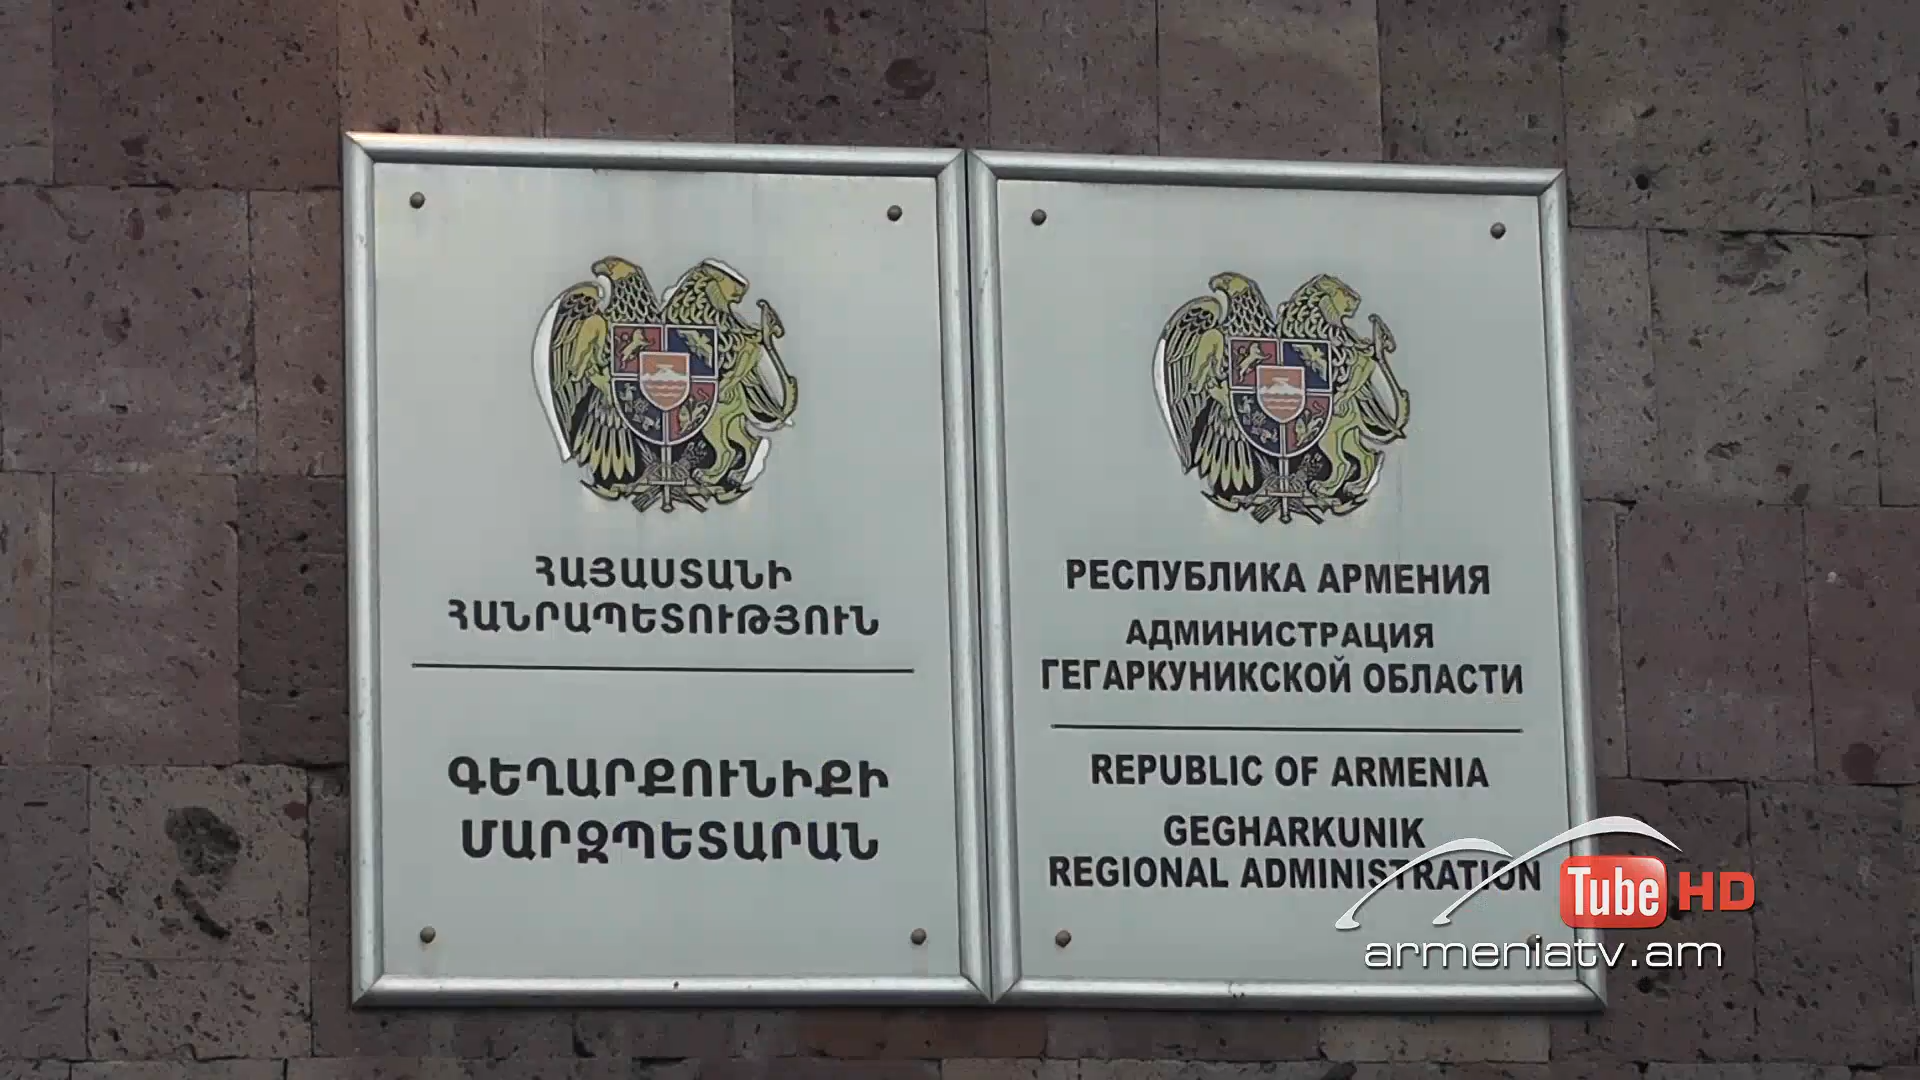 ՀԱՅԱՍՏԱՆԻ
ՀԱՆՐԱՊԵՏՈՒԹՅՈՒՆ
ԳԵՂԱՐՔՈՒՆԻՔԻ
ՄԱՐԶՊԵՏԱՐԱՆ
РЕСПУБЛИКА АРМЕНИЯ
АДМИНИСТРАЦИЯ
ГЕГАРКУНИКСКОЙ ОБЛАСТИ
REPUBLIC OF ARMENIA
GEGHARKUNIK
REGIONAL ADMINISTRATION
Tube HD
armeniatv.am